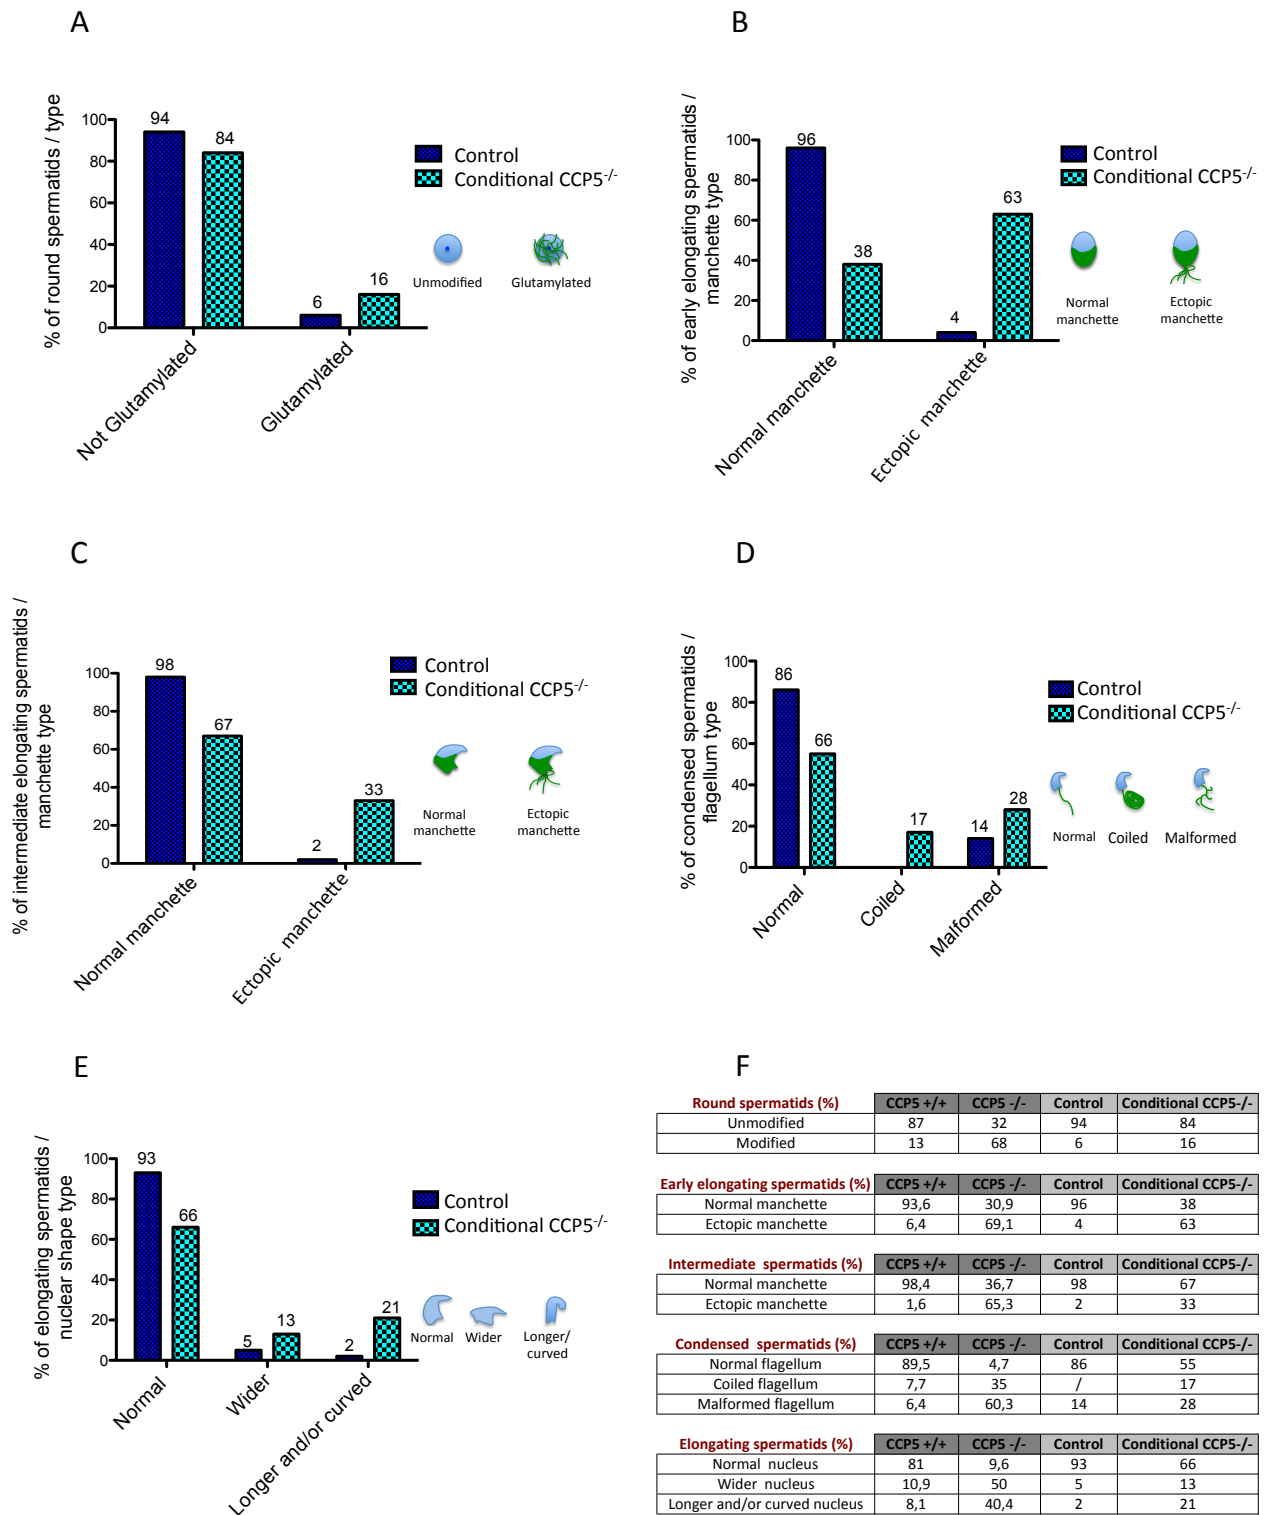 A
% of round spermatids / type
100
80
60
40
20
0
94
84
6
16
Not Glutamylated
Glutamylated
Control
Conditional CCP5-/-
Unmodified
Glutamylated
B
% of early elongating spermatids /
manchette type
100
80
60
40
20
0
96
38
4
63
Normal manchette
Ectopic manchette
Control
Conditional CCP5-/-
Normal
manchette
Ectopic
manchette
C
% of intermediate elongating spermatids /
manchette type
100
80
60
40
20
0
98
67
2
33
Normal manchette
Ectopic manchette
Control
Conditional CCP5-/-
Normal
manchette
Ectopic
manchette
D
% of condensed spermatids /
flagellum type
100
80
60
40
20
0
86
66
17
14
28
Normal
Coiled
Malformed
Control
Conditional CCP5-/-
Normal
Coiled
Malformed
E
% of elongating spermatids /
nuclear shape type
100
80
60
40
20
0
93
66
5
13
2
21
Normal
Wider
Longer and/or curved
Control
Conditional CCP5-/-
Normal
Wider
Longer/
curved
F
Round spermatids (%) CCP5 +/+ CCP5 -/- Control Conditional CCP5-/-
Unmodified 87 32 94 84
Modified 13 68 6 16
Early elongating spermatids (%) CCP5 +/+ CCP5 -/- Control Conditional CCP5-/-
Normal manchette 93,6 30,9 96 38
Ectopic manchette 6,4 69,1 4 63
Intermediate spermatids (%) CCP5 +/+ CCP5 -/- Control Conditional CCP5-/-
Normal manchette 98,4 36,7 98 67
Ectopic manchette 1,6 65,3 2 33
Condensed spermatids (%) CCP5 +/+ CCP5 -/- Control Conditional CCP5-/-
Normal flagellum 89,5 4,7 86 55
Coiled flagellum 7,7 35 / 17
Malformed flagellum 6,4 60,3 14 28
Elongating spermatids (%) CCP5 +/+ CCP5 -/- Control Conditional CCP5-/-
Normal nucleus 81 9,6 93 66
Wider nucleus 10,9 50 5 13
Longer and/or curved nucleus 8,1 40,4 2 21